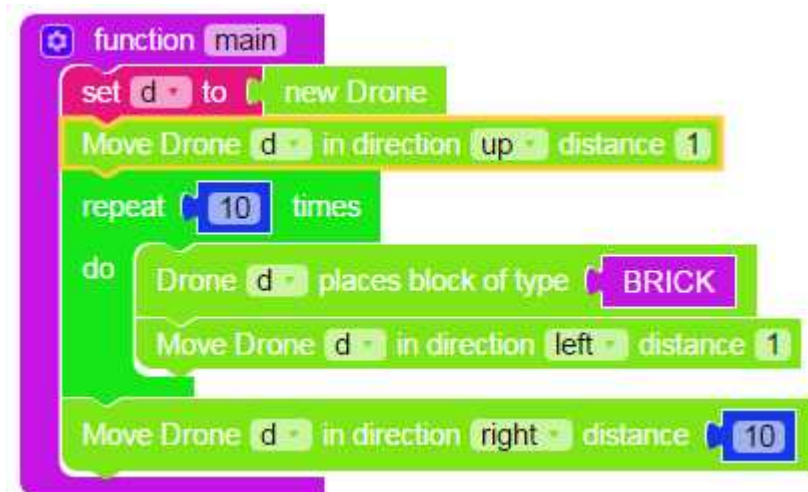 function main
set d to new Drone
Move Drone d in direction up distance 1
repeat 10 times
do
Drone d places block of type BRICK
Move Drone d in direction left distance 1
Move Drone d in direction right distance 10